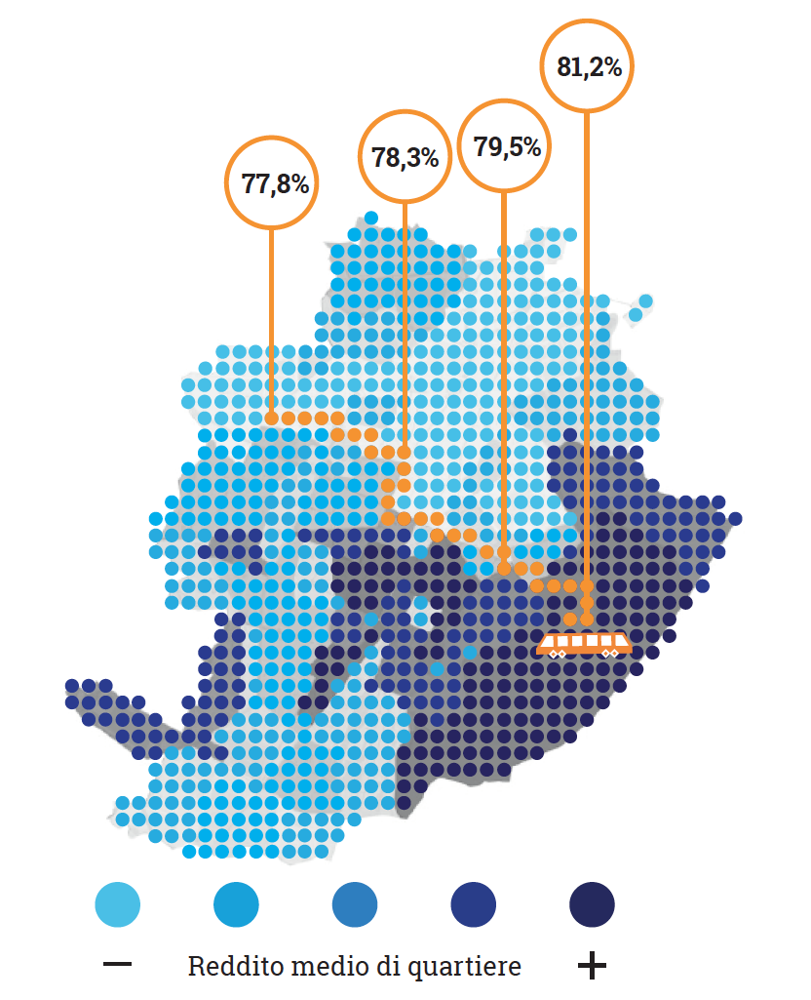 81,2%
79,5%
78,3%
77,8%
− Reddito medio di quartiere +